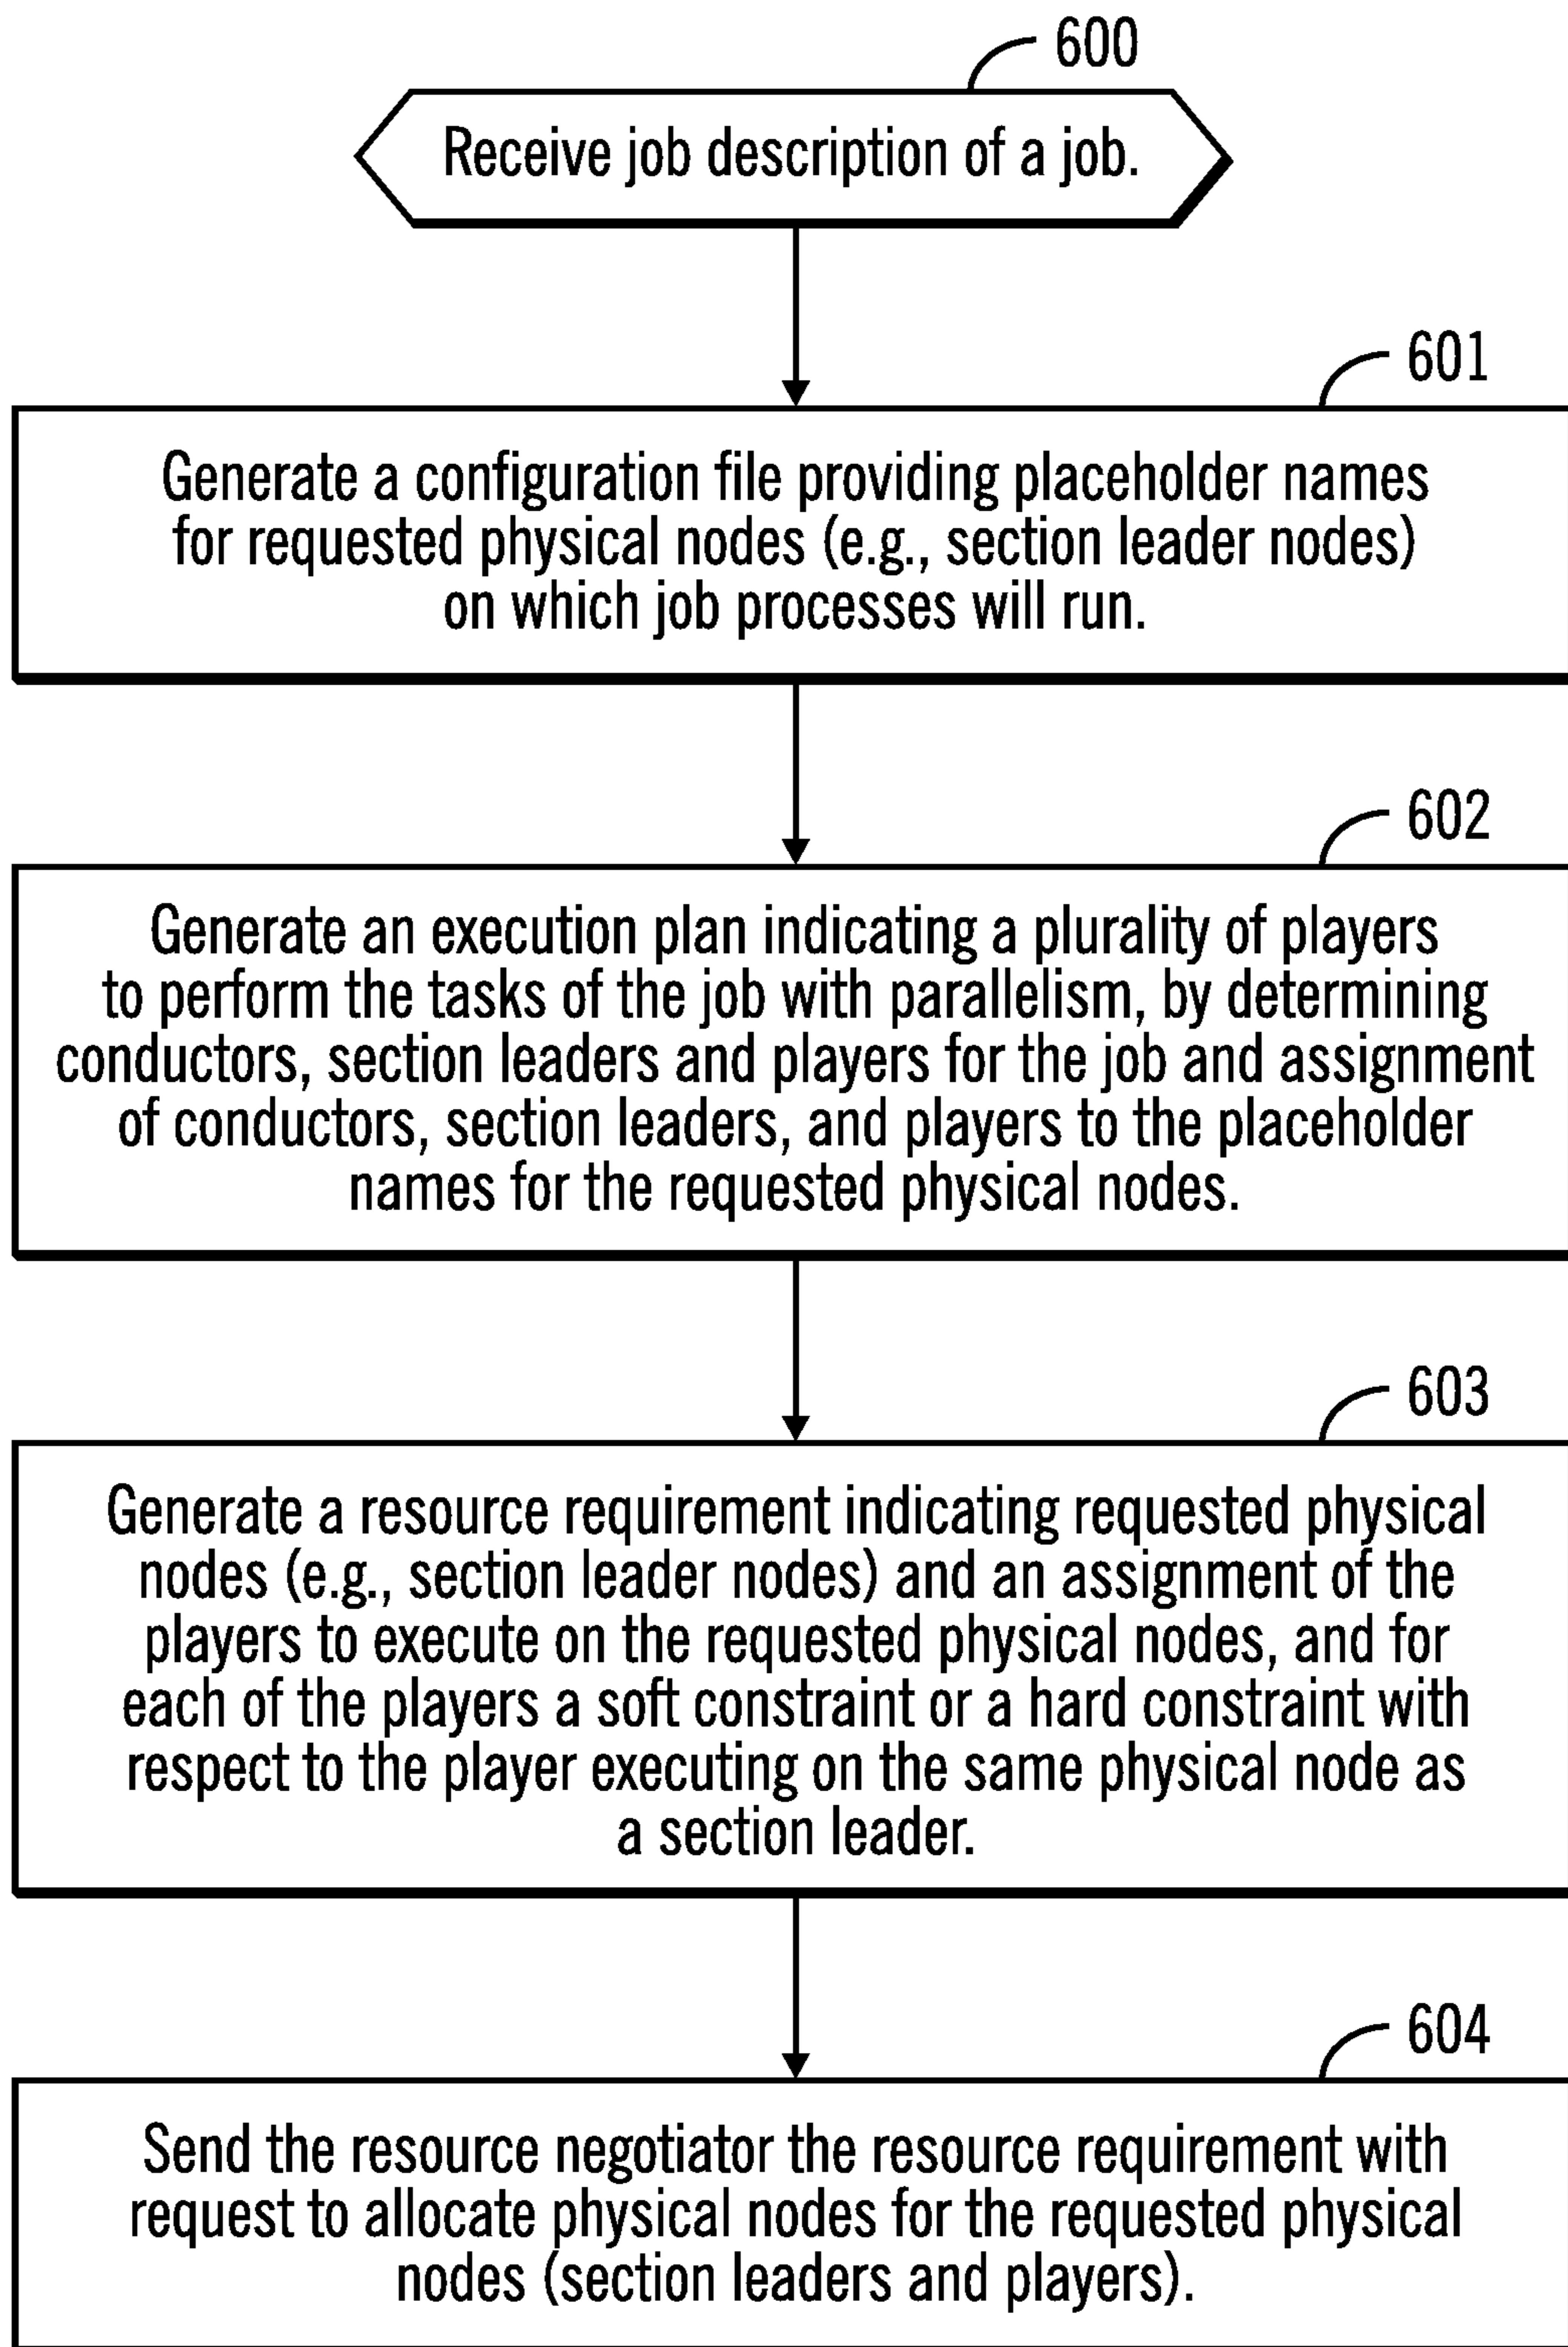 600
Receive job description of a job.
601
Generate a configuration file providing placeholder names
for requested physical nodes (e.g., section leader nodes)
on which job processes will run.
602
Generate an execution plan indicating a plurality of players
to perform the tasks of the job with parallelism, by determining
conductors, section leaders and players for the job and assignment
of conductors, section leaders, and players to the placeholder
names for the requested physical nodes.
603
Generate a resource requirement indicating requested physical
nodes (e.g., section leader nodes) and an assignment of the
players to execute on the requested physical nodes, and for
each of the players a soft constraint or a hard constraint with
respect to the player executing on the same physical node as
a section leader.
604
Send the resource negotiator the resource requirement with
request to allocate physical nodes for the requested physical
nodes (section leaders and players).